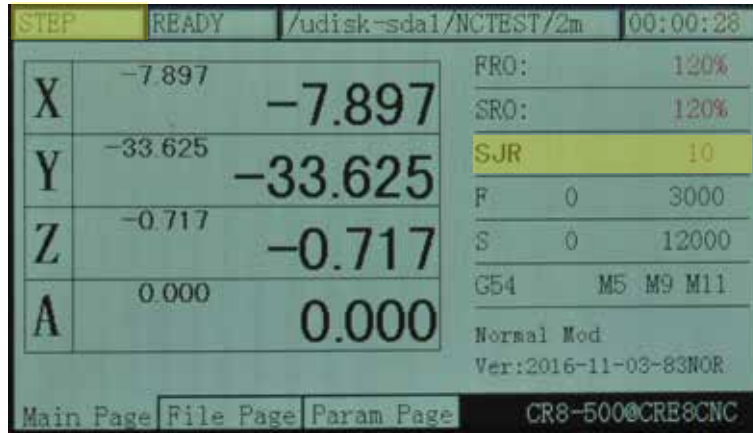 STEP READY /udisk-sda1/NCTEST/2m 00:00:28
X -7.897 -7.897
Y -33.625 -33.625
Z -0.717 -0.717
A 0.000 0.000
FRO: 120%
SRO: 120%
SJR 10
F 0 3000
S 0 12000
G54 M5 M9 M11
Normal Mod
Ver:2016-11-03-83NOR
Main Page File Page Param Page CR8-500@CRE8CNC